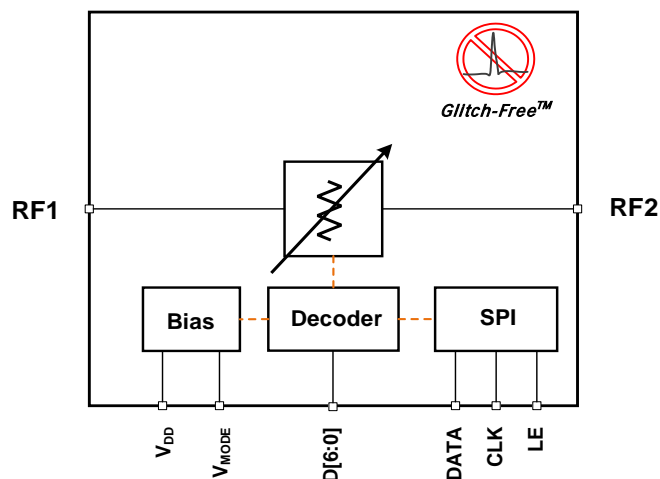 Glitch-Free™
RF1
RF2
Bias
Decoder
SPI
VDD
VMODE
D[6:0]
DATA
CLK
LE